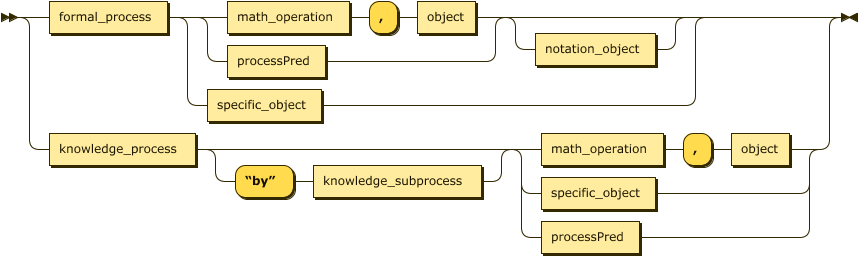 formal_process math_operation , object
processPred notation_object
specific_object
knowledge_process math_operation , object
“by” knowledge_subprocess specific_object
processPred